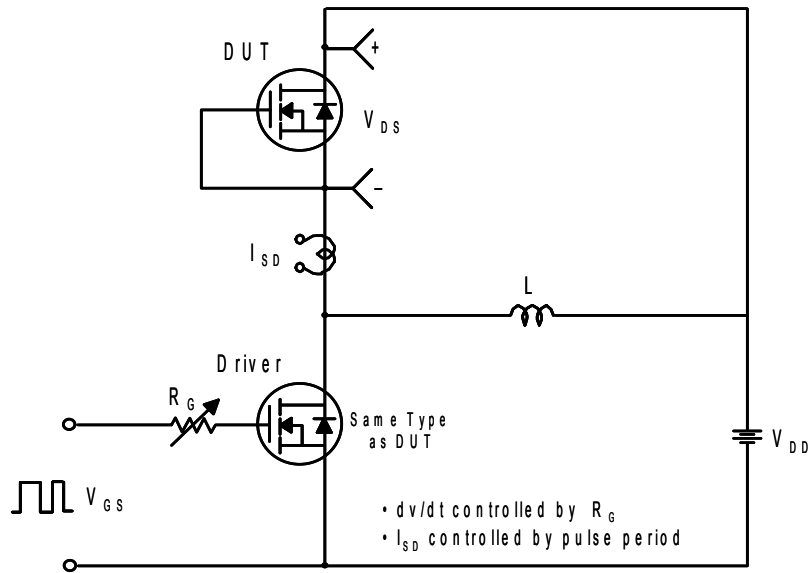 DUT
+
V DS
–
I SD
L
Driver
R G
Same Type
as DUT
V DD
V GS
• dv/dt controlled by R G
• I SD controlled by pulse period